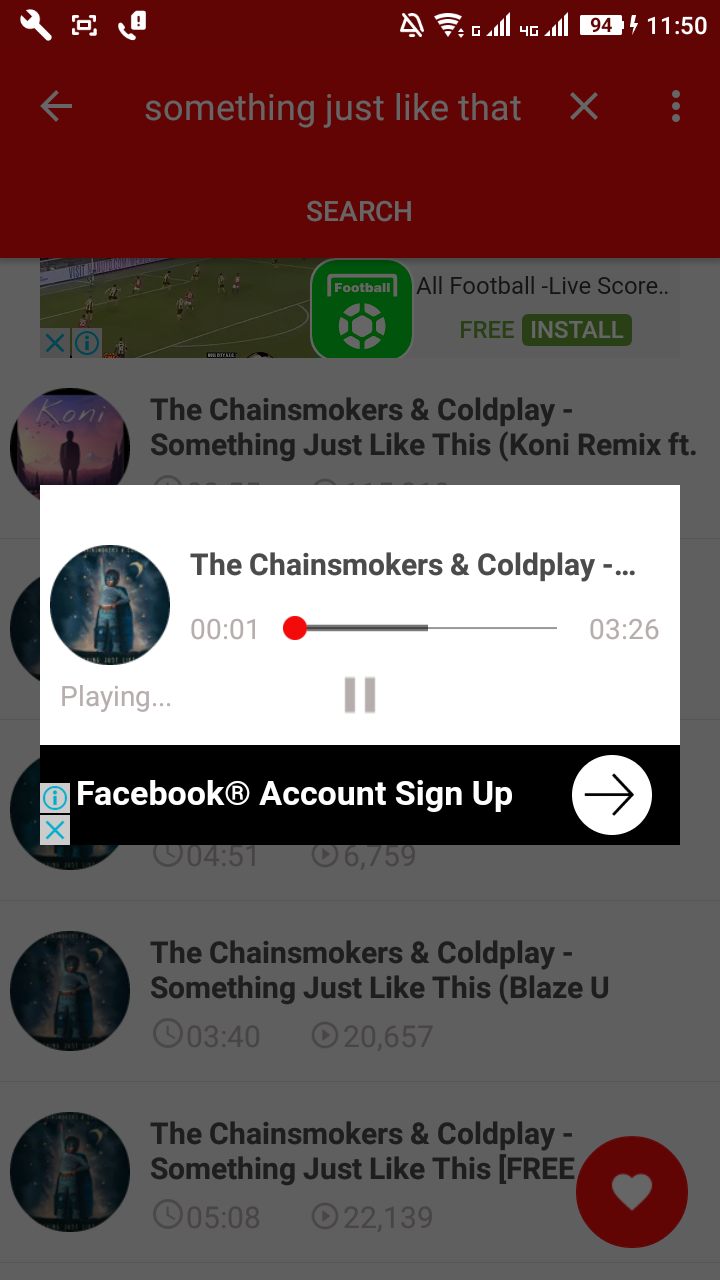 G 4G 94 11:50
something just like that
SEARCH
Football
All Football -Live Score..
FREE INSTALL
Koni
The Chainsmokers & Coldplay -
Something Just Like This (Koni Remix ft.
The Chainsmokers & Coldplay -...
00:01 03:26
Playing...
Facebook® Account Sign Up
04:51 6,759
The Chainsmokers & Coldplay -
Something Just Like This (Blaze U
03:40 20,657
The Chainsmokers & Coldplay -
Something Just Like This [FREE
05:08 22,139